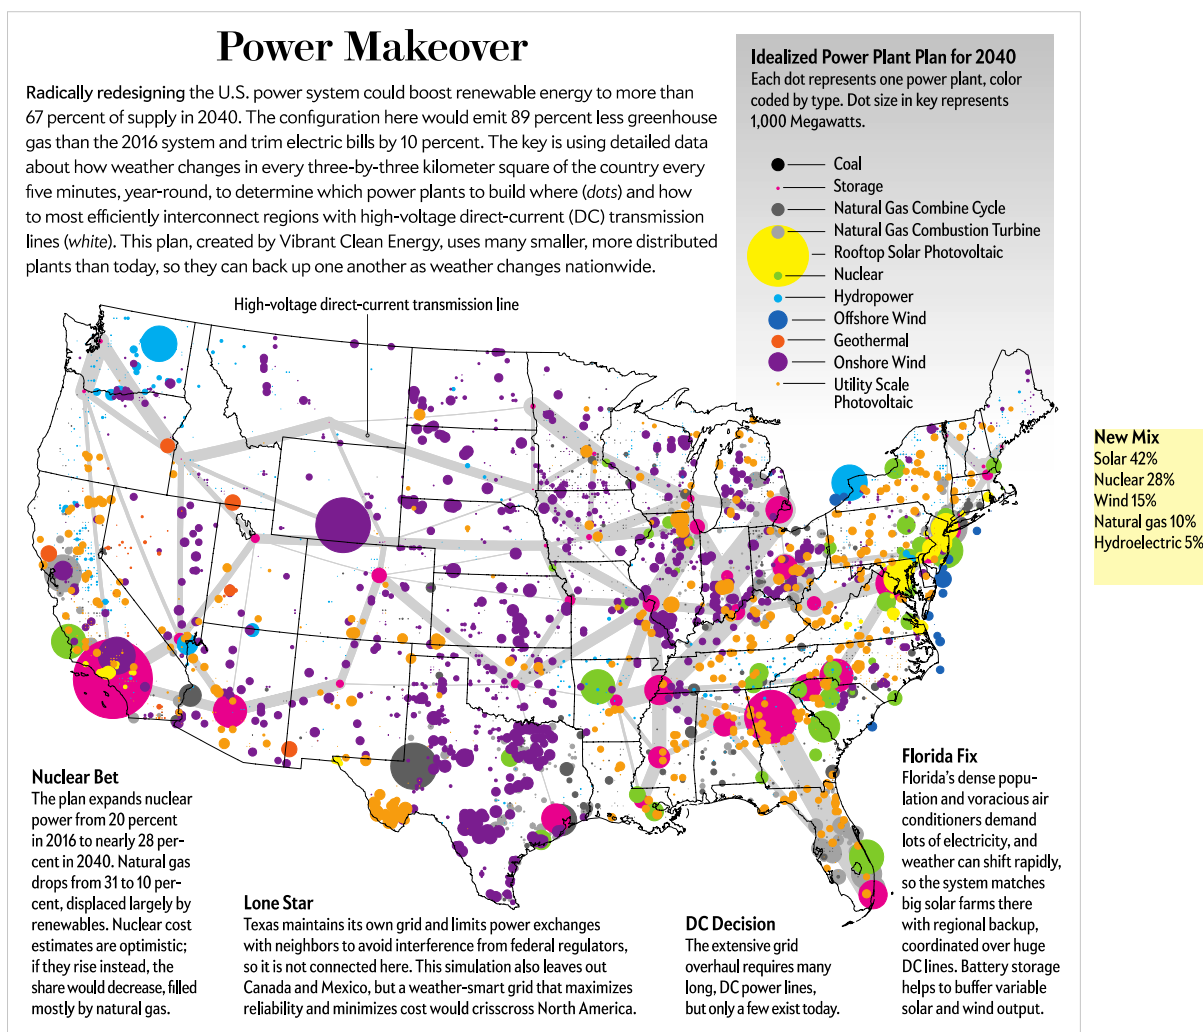 Power Makeover
Radically redesigning the U.S. power system could boost renewable energy to more than
67 percent of supply in 2040. The configuration here would emit 89 percent less greenhouse
gas than the 2016 system and trim electric bills by 10 percent. The key is using detailed data
about how weather changes in every three-by-three kilometer square of the country every
five minutes, year-round, to determine which power plants to build where (dots) and how
to most efficiently interconnect regions with high-voltage direct-current (DC) transmission
lines (white). This plan, created by Vibrant Clean Energy, uses many smaller, more distributed
plants than today, so they can back up one another as weather changes nationwide.
Idealized Power Plant Plan for 2040
Each dot represents one power plant, color
coded by type. Dot size in key represents
1,000 Megawatts.
Coal
Storage
Natural Gas Combine Cycle
Natural Gas Combustion Turbine
Rooftop Solar Photovoltaic
Nuclear
Hydropower
Offshore Wind
Geothermal
Onshore Wind
Utility Scale
Photovoltaic
High-voltage direct-current transmission line
New Mix
Solar 42%
Nuclear 28%
Wind 15%
Natural gas 10%
Hydroelectric 5%
Nuclear Bet
The plan expands nuclear
power from 20 percent
in 2016 to nearly 28 per-
cent in 2040. Natural gas
drops from 31 to 10 per-
cent, displaced largely by
renewables. Nuclear cost
estimates are optimistic;
if they rise instead, the
share would decrease, filled
mostly by natural gas.
Lone Star
Texas maintains its own grid and limits power exchanges
with neighbors to avoid interference from federal regulators,
so it is not connected here. This simulation also leaves out
Canada and Mexico, but a weather-smart grid that maximizes
reliability and minimizes cost would crisscross North America.
DC Decision
The extensive grid
overhaul requires many
long, DC power lines,
but only a few exist today.
Florida Fix
Florida's dense popu-
lation and voracious air
conditioners demand
lots of electricity, and
weather can shift rapidly,
so the system matches
big solar farms there
with regional backup,
coordinated over huge
DC lines. Battery storage
helps to buffer variable
solar and wind output.